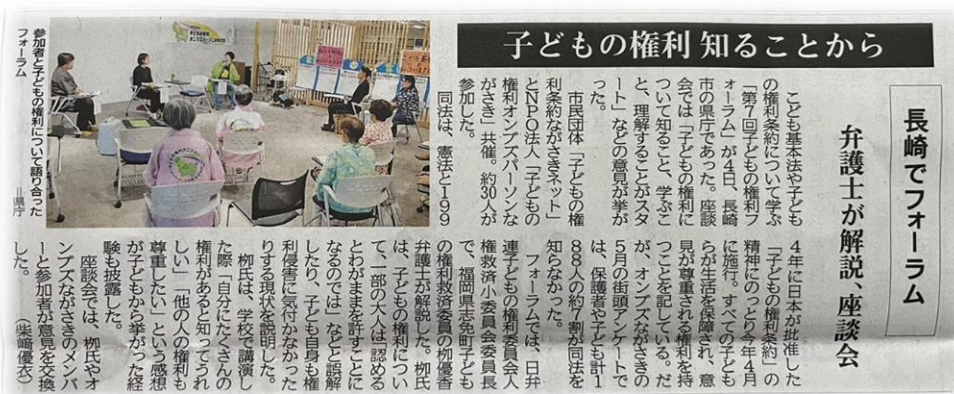 長崎でフォーラム
弁護士が解説、座談会
子どもの権利 知ることから
こども基本法や子ども
の権利条約について学ぶ
「第7回子どもの権利フ
ォーラム」が4日、長崎
市の県庁であった。座談
会では「子どもの権利に
ついて知ること、学ぶこ
と、理解することがスタ
ート」などの意見が挙が
った。
市民団体「子どもの権
利条約ながさきネット」
とNPO法人「子どもの
権利オンブズパーソンな
がさき」共催。約30人が
参加した。
同法は、憲法と199
4年に日本が批准した
「子どもの権利条約」の
精神にのっとり今年4月
に施行。すべての子ども
らが生活を保障され、意
見が尊重される権利を持
つことを記している。だ
が、オンブズながさきの
5月の街頭アンケートで
は、保護者や子ども計1
88人の約7割が同法を
知らなかった。
フォーラムでは、日弁
連子どもの権利委員会人
権救済小委員会委員長
で、福岡県志免町子ども
の権利救済委員の栁優香
弁護士が解説した。栁氏
は、子どもの権利につい
て、一部の大人は「認める
とわがままを許すことに
なるのでは」などと誤解
したり、子ども自身も権
利侵害に気付かなかった
りする現状を説明した。
栁氏は、学校で講演し
た際「自分にたくさんの
権利があると知ってうれ
しい」「他の人の権利も
尊重したい」という感想
が子どもから挙がった経
験も披露した。
座談会では、栁氏やオ
ンブズながさきのメンバ
ーと参加者が意見を交換
した。（柴﨑優衣）
参加者と子どもの権利について語り合った
フォーラム ＝県庁